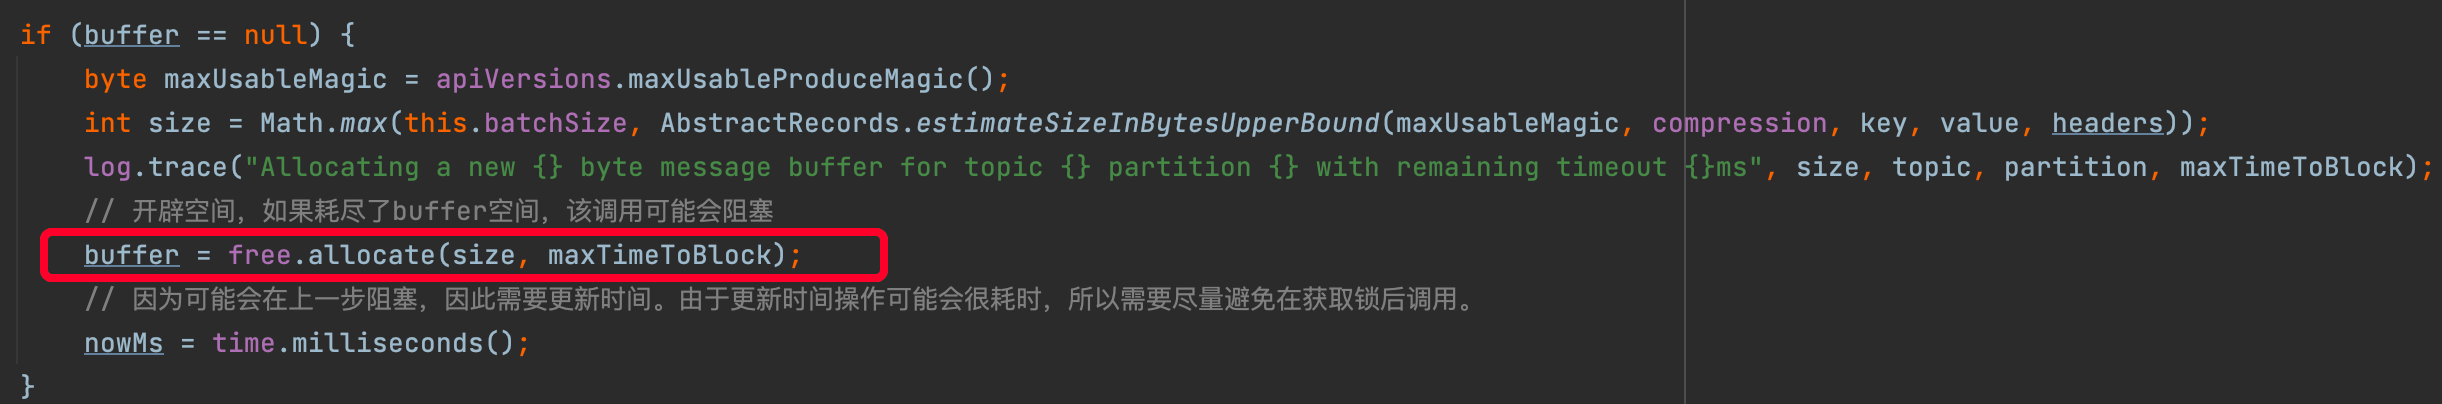 if (buffer == null) {
    byte maxUsableMagic = apiVersions.maxUsableProduceMagic();
    int size = Math.max(this.batchSize, AbstractRecords.estimateSizeInBytesUpperBound(maxUsableMagic, compression, key, value, headers));
    log.trace("Allocating a new {} byte message buffer for topic {} partition {} with remaining timeout {}ms", size, topic, partition, maxTimeToBlock);
    // 开辟空间，如果耗尽了buffer空间，该调用可能会阻塞
    buffer = free.allocate(size, maxTimeToBlock);
    // 因为可能会在上一步阻塞，因此需要更新时间。由于更新时间操作可能会很耗时，所以需要尽量避免在获取锁后调用。
    nowMs = time.milliseconds();
}